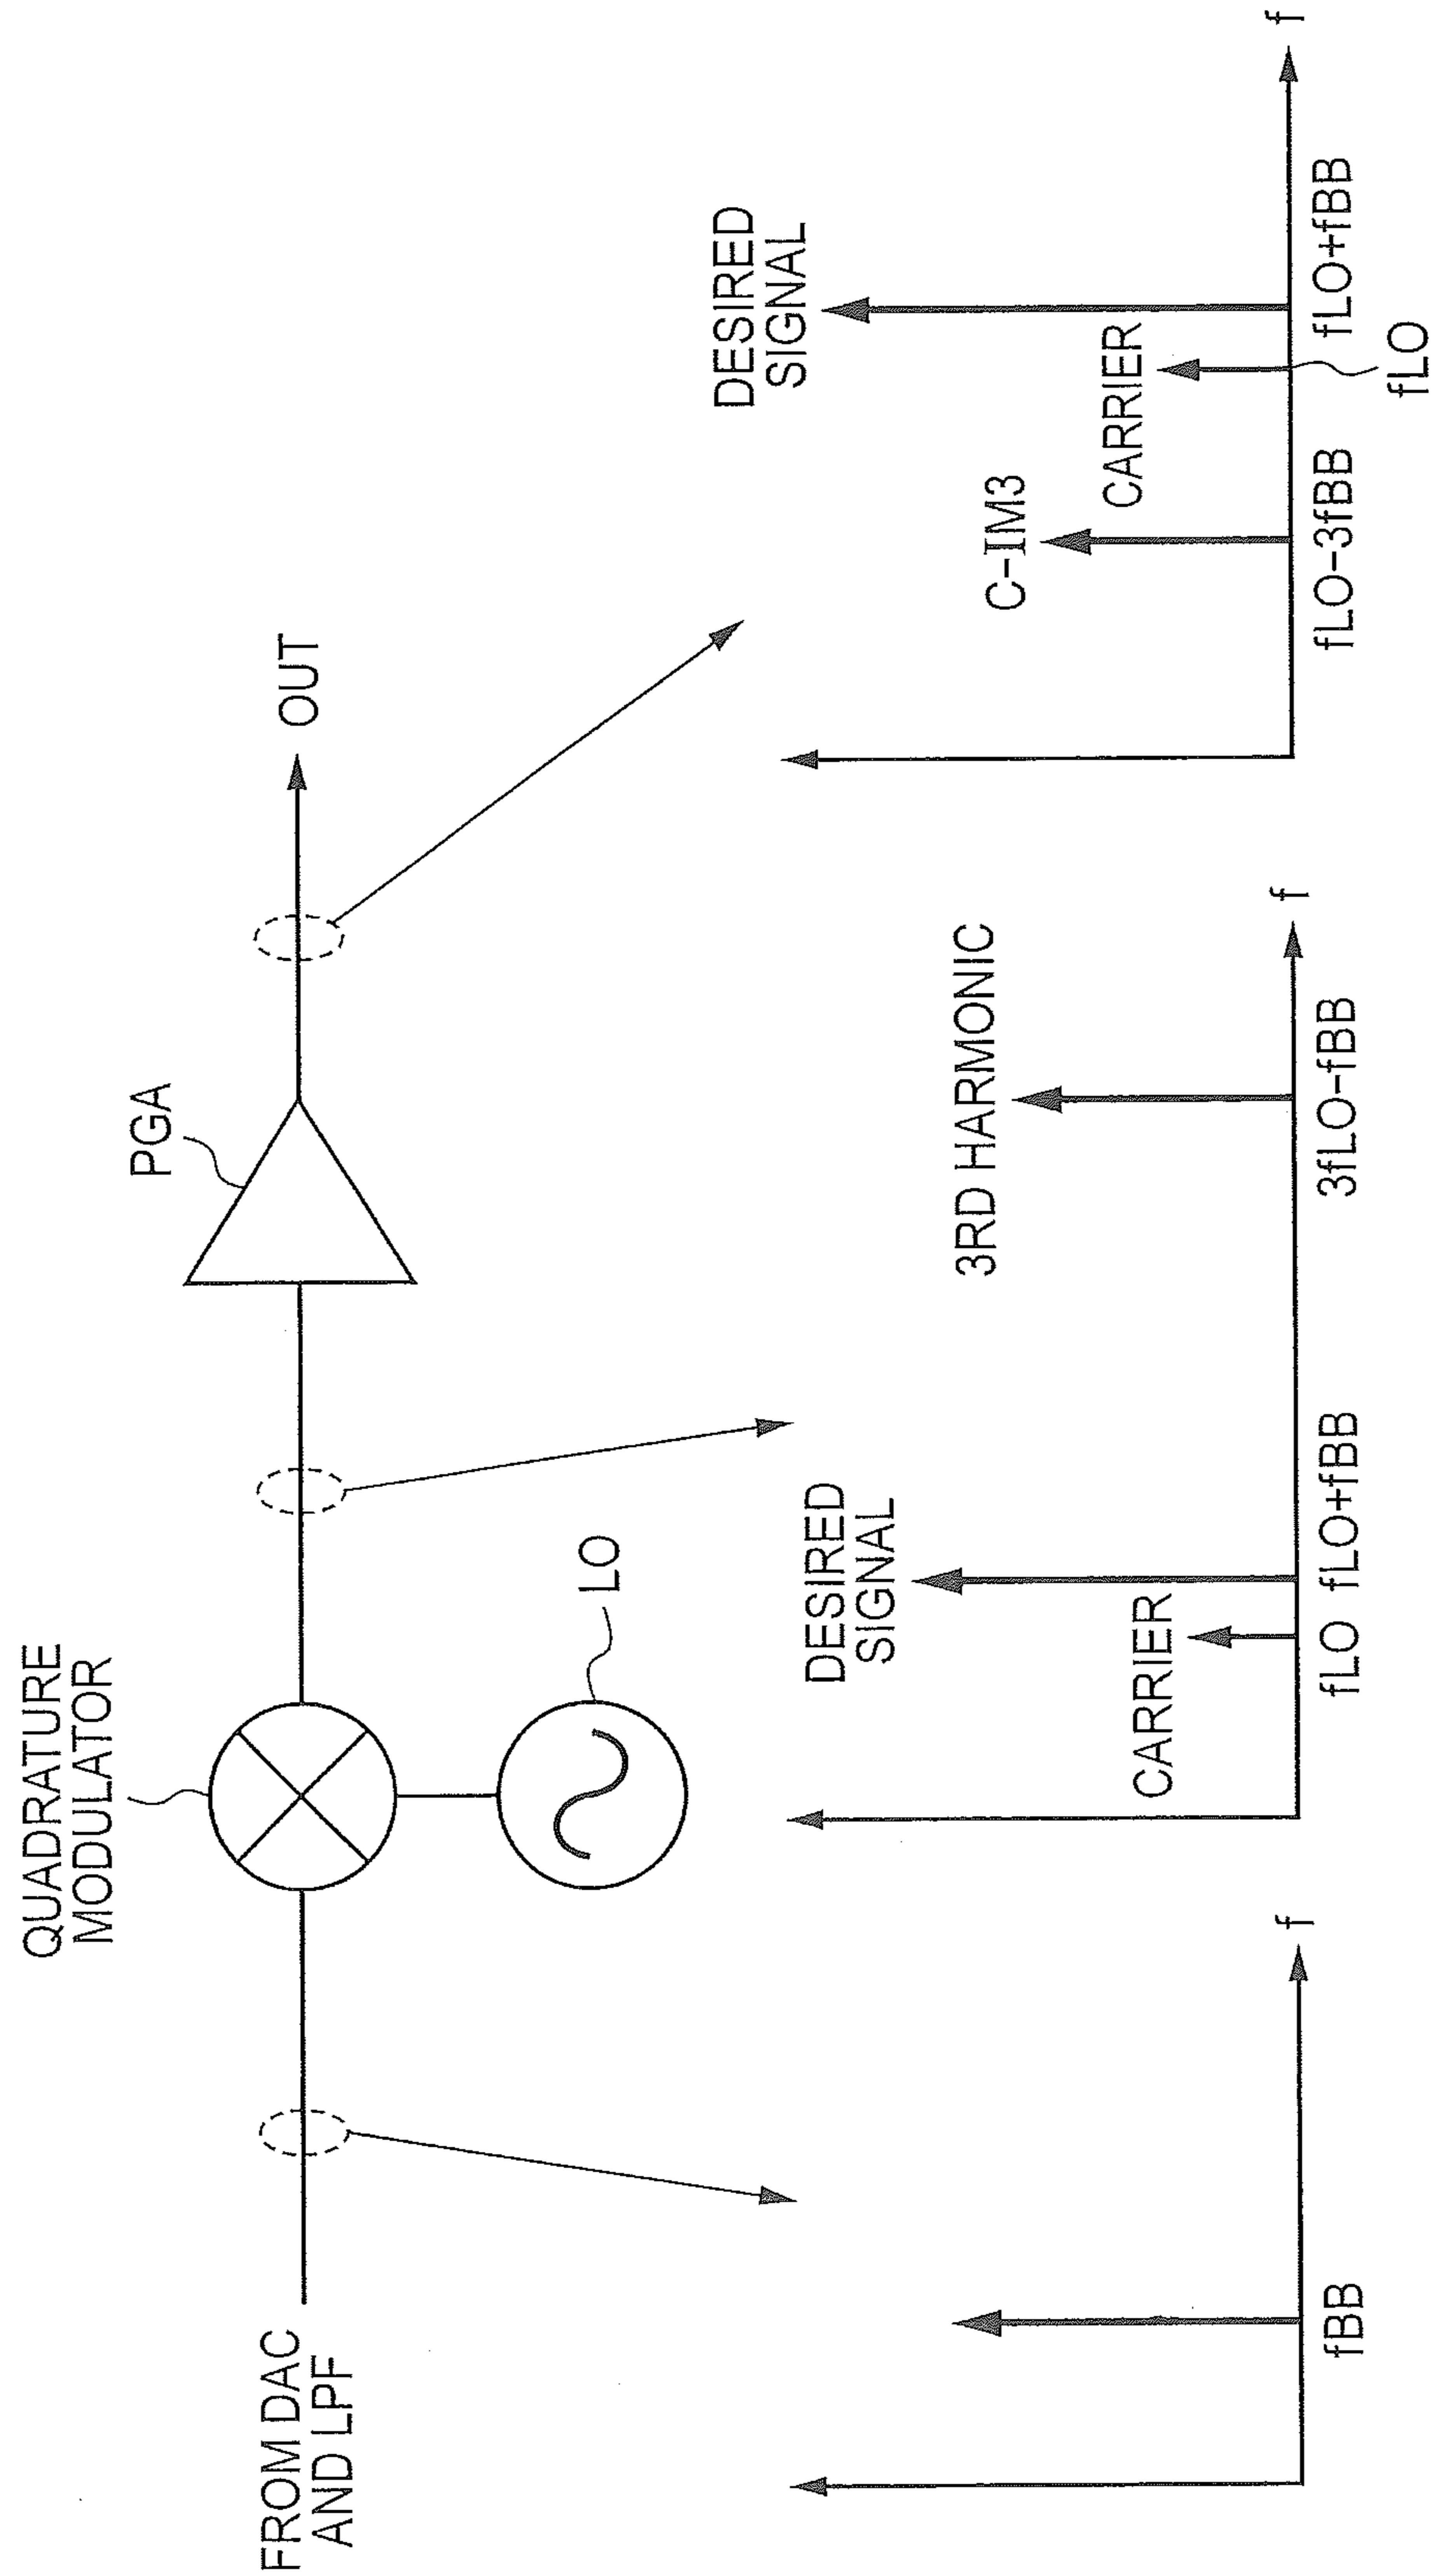 FROM DAC
AND LPF
QUADRATURE
MODULATOR
LO
PGA
OUT
fBB
f
CARRIER
DESIRED
SIGNAL
3RD HARMONIC
fLO
fLO+fBB
3fLO-fBB
f
C-IM3
CARRIER
DESIRED
SIGNAL
fLO-3fBB
fLO
fLO+fBB
f